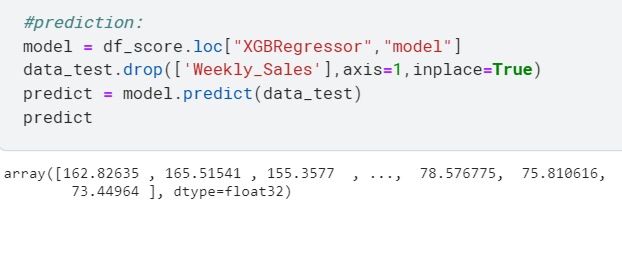 #prediction:
model = df_score.loc["XGBRegressor","model"]
data_test.drop(['Weekly_Sales'],axis=1,inplace=True)
predict = model.predict(data_test)
predict
array([162.82635 , 165.51541 , 155.3577  , ...,  78.576775,  75.810616,
        73.44964 ], dtype=float32)